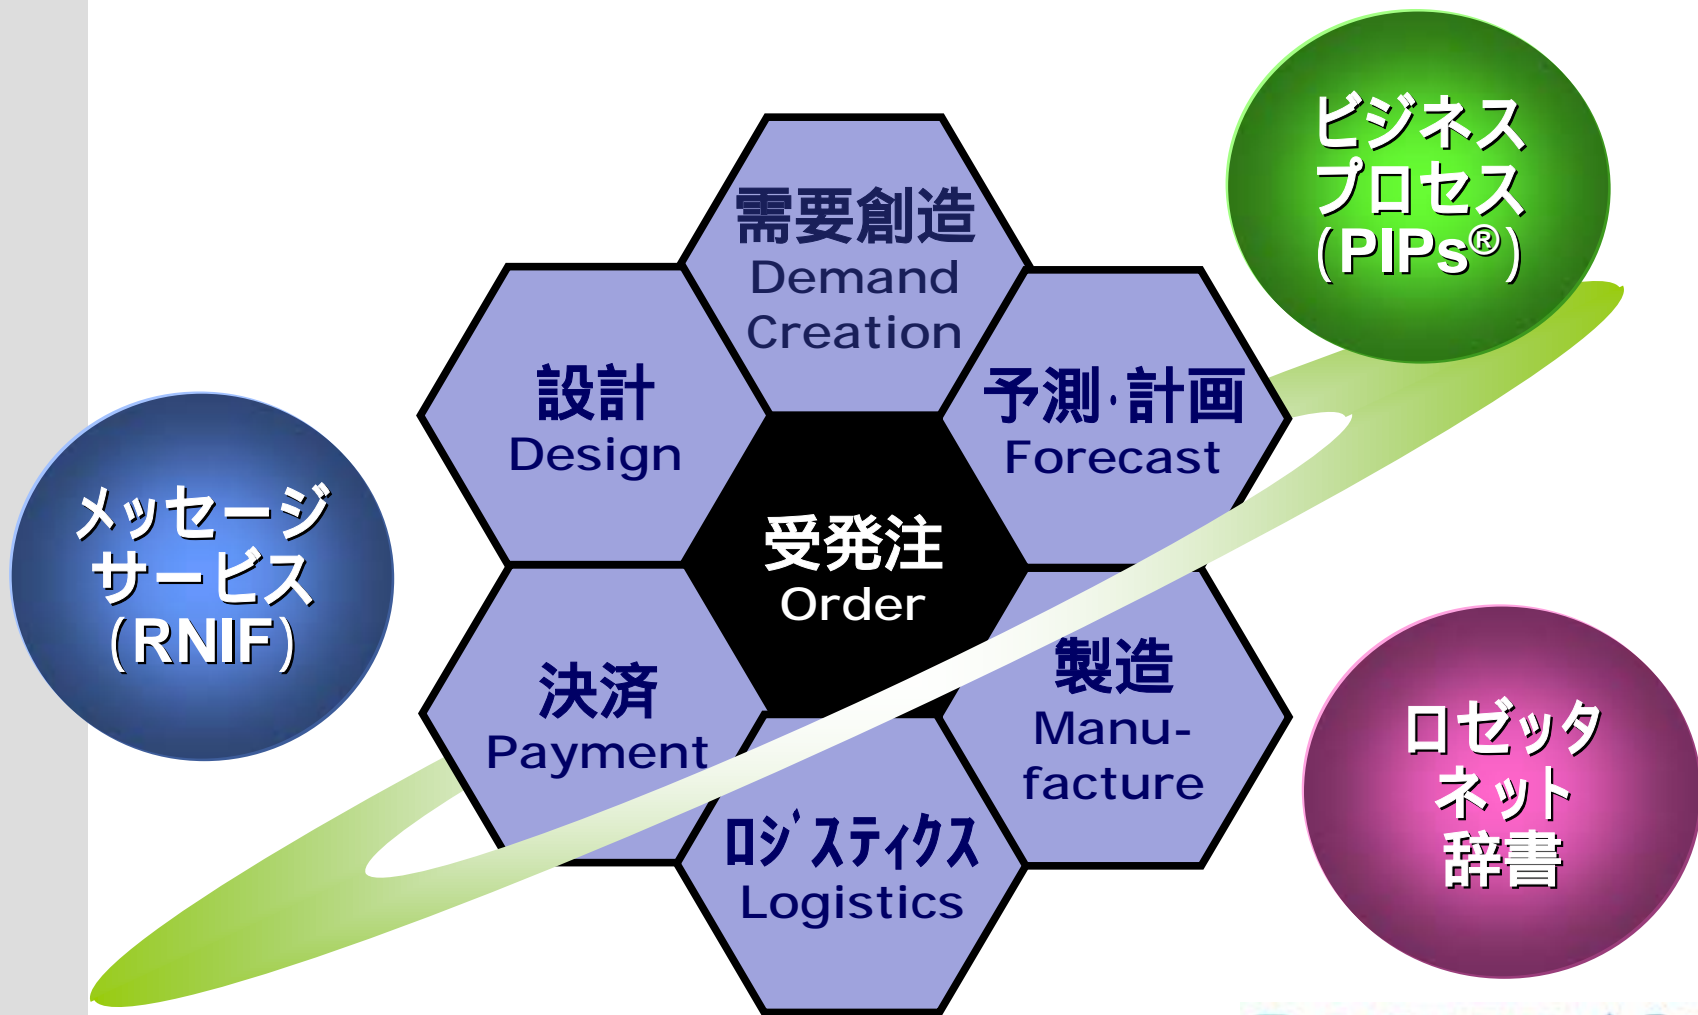 ビジネス
プロセス
(PIPs®)
需要創造
Demand
Creation
設計
Design
予測・計画
Forecast
メッセージ
サービス
(RNIF)
受発注
Order
決済
Payment
製造
Manu-
facture
ロジスティクス
Logistics
ロゼッタ
ネット
辞書